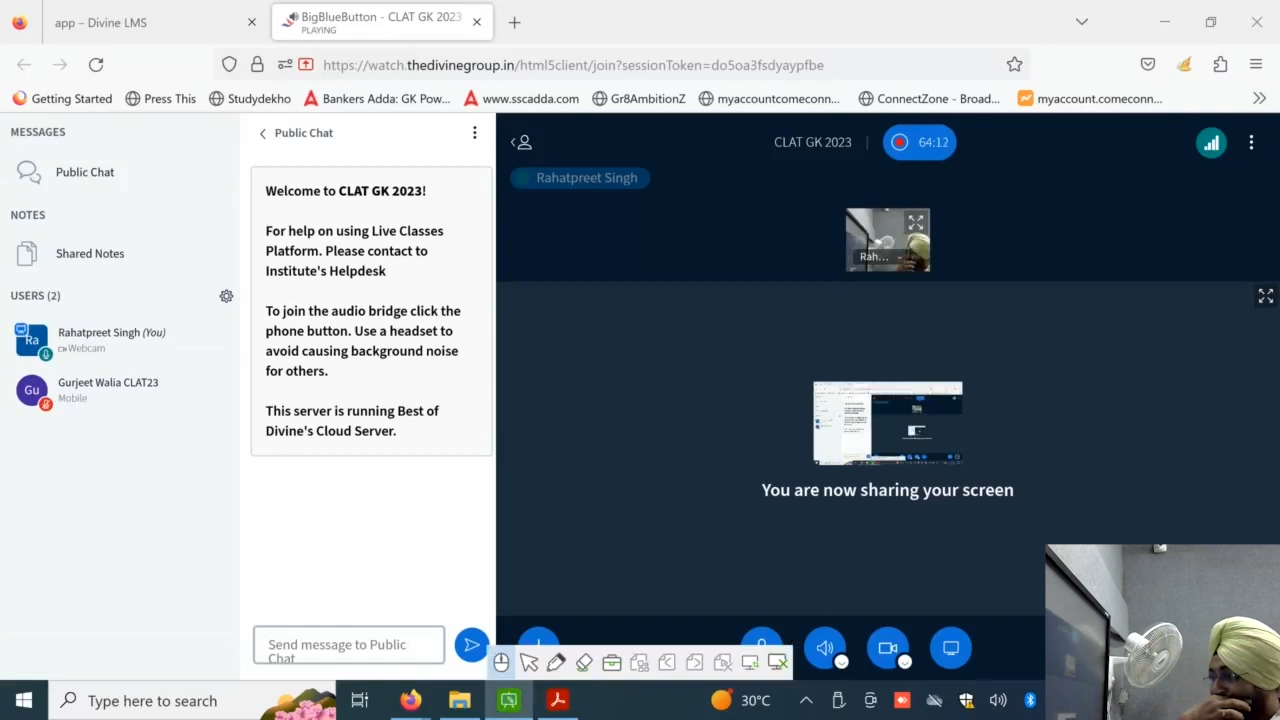 app – Divine LMS
BigBlueButton - CLAT GK 2023
PLAYING
https://watch.thedivinegroup.in/html5client/join?sessionToken=do5oa3fsdyaypfbe
Getting Started
Press This
Studydekho
Bankers Adda: GK Pow...
www.sscadda.com
Gr8AmbitionZ
myaccountcomeconn...
ConnectZone - Broad...
myaccount.comeconn...
MESSAGES
Public Chat
NOTES
Shared Notes
USERS (2)
Ra
Rahatpreet Singh (You)
Webcam
Gu
Gurjeet Walia CLAT23
Mobile
Public Chat
Welcome to CLAT GK 2023!
For help on using Live Classes
Platform. Please contact to
Institute's Helpdesk
To join the audio bridge click the
phone button. Use a headset to
avoid causing background noise
for others.
This server is running Best of
Divine's Cloud Server.
Send message to Public
Chat
CLAT GK 2023
64:12
Rahatpreet Singh
Rah...
You are now sharing your screen
Type here to search
30°C